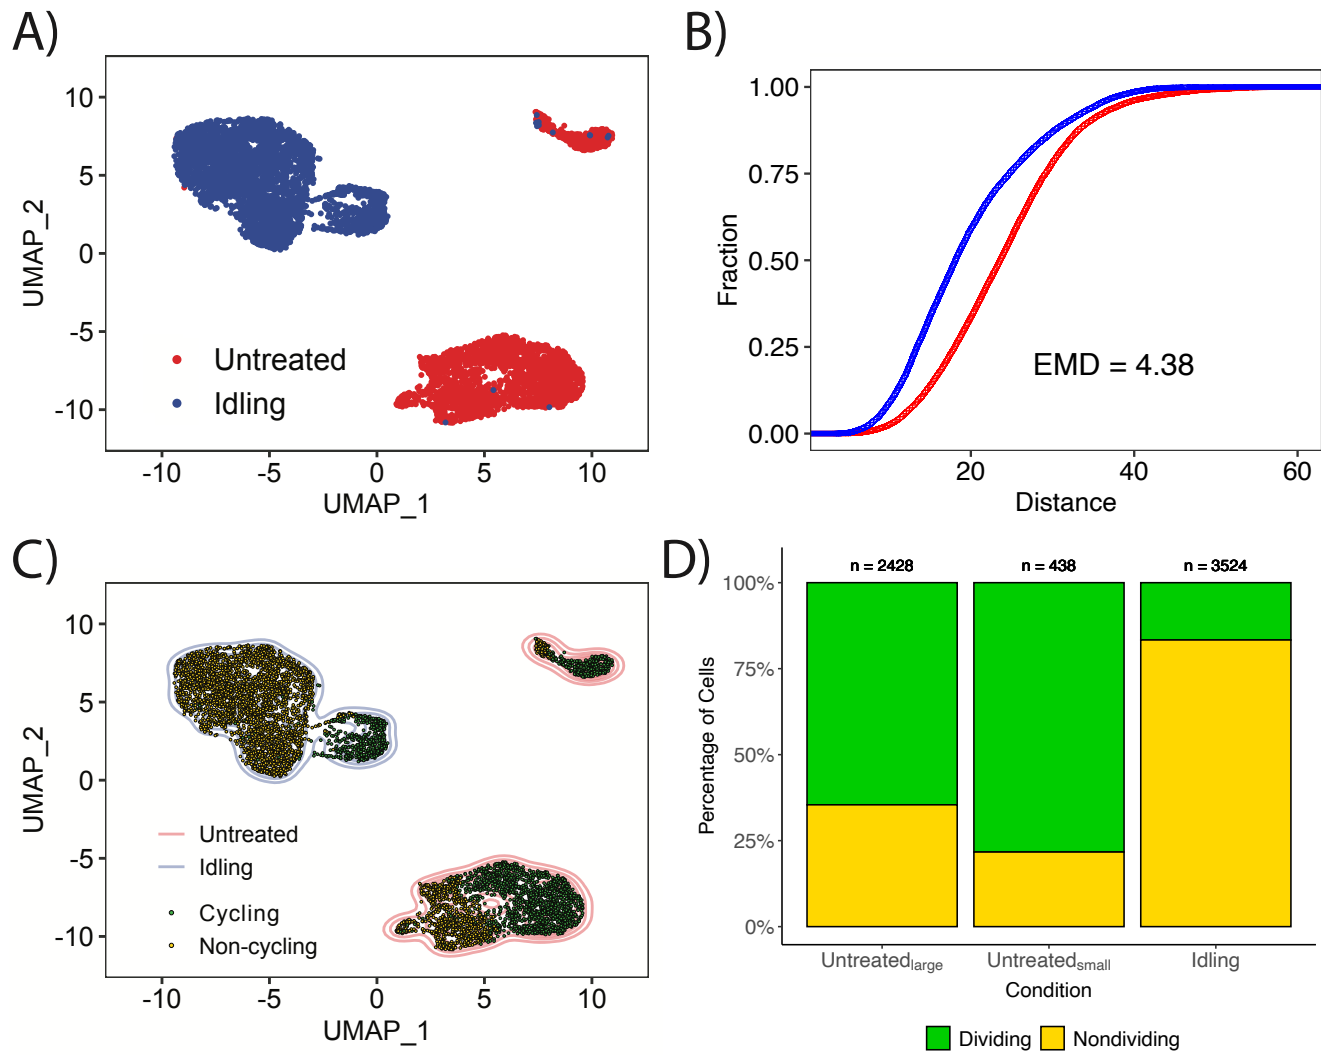 A)
10
5
0
-5
-10
UMAP_2
Untreated
Idling
-10
-5
0
5
10
UMAP_1
B)
1.00
0.75
0.50
0.25
0.00
Fraction
EMD = 4.38
20
40
60
Distance
C)
10
5
0
-5
-10
UMAP_2
Untreated
Idling
Cycling
Non-cycling
-10
-5
0
5
10
UMAP_1
D)
n = 2428
n = 438
n = 3524
100%
75%
50%
25%
0%
Percentage of Cells
Untreatedlarge
Untreatedsmall
Idling
Condition
Dividing
Nondividing